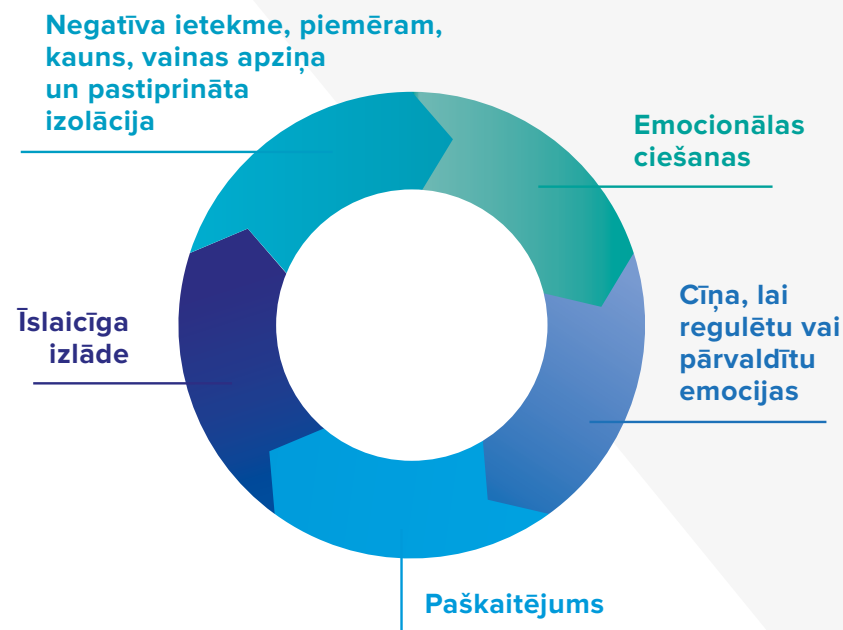 Negatīva ietekme, piemēram,
kauns, vainas apziņa
un pastiprināta
izolācija
Emocionālas
ciešanas
Cīņa, lai
regulētu vai
pārvaldītu
emocijas
Paškaitējums
Īslaicīga
izlāde